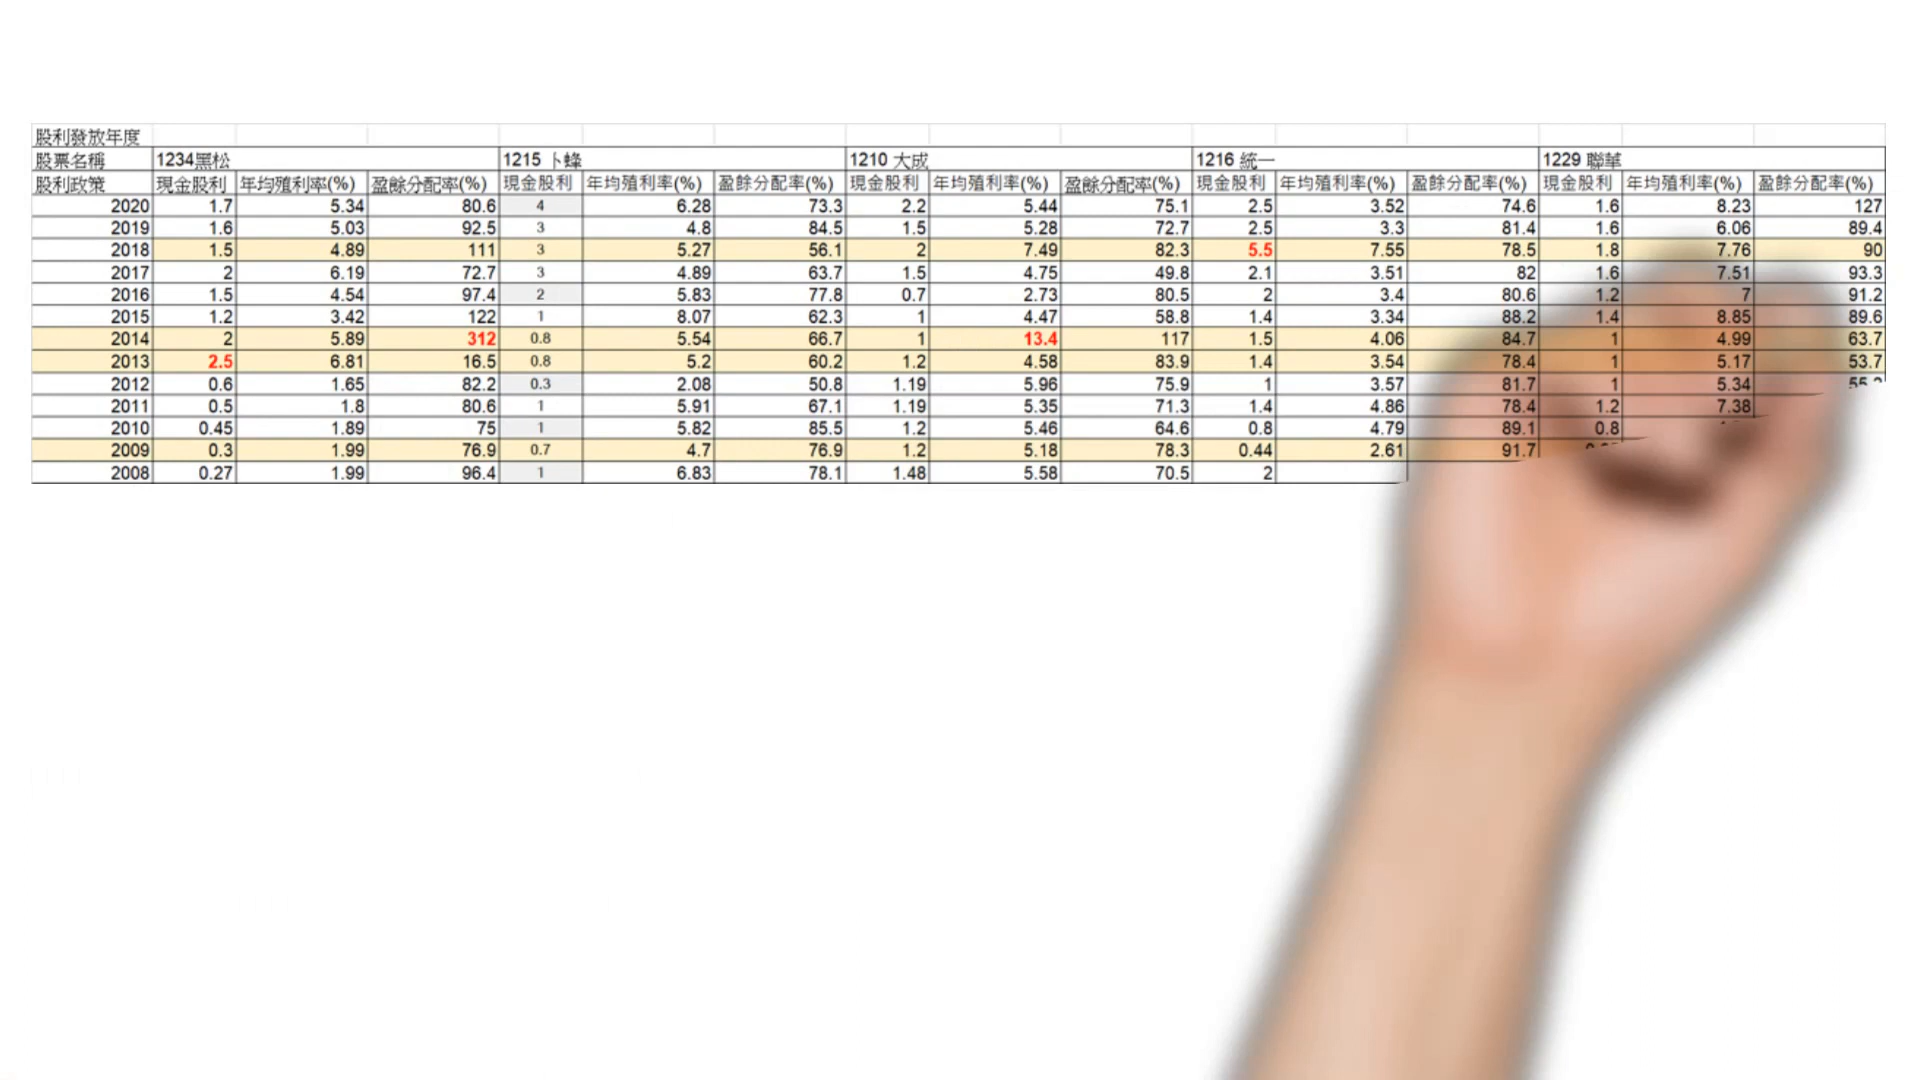 股利發放年度
股票名稱 1234黑松 1215 卜蜂 1210 大成 1216 統一 1229 聯華
股利政策 現金股利 年均殖利率(%) 盈餘分配率(%) 現金股利 年均殖利率(%) 盈餘分配率(%) 現金股利 年均殖利率(%) 盈餘分配率(%) 現金股利 年均殖利率(%) 盈餘分配率(%) 現金股利 年均殖利率(%) 盈餘分配率(%)
2020 1.7 5.34 80.6 4 6.28 73.3 2.2 5.44 75.1 2.5 3.52 74.6 1.6 8.23 127
2019 1.6 5.03 92.5 3 4.8 84.5 1.5 5.28 72.7 2.5 3.3 81.4 1.6 6.06 89.4
2018 1.5 4.89 111 3 5.27 56.1 2 7.49 82.3 5.5 7.55 78.5 1.8 7.76 90
2017 2 6.19 72.7 3 4.89 63.7 1.5 4.75 49.8 2.1 3.51 82 1.6 7.51 93.3
2016 1.5 4.54 97.4 2 5.83 77.8 0.7 2.73 80.5 2 3.4 80.6 1.2 7 91.2
2015 1.2 3.42 122 1 8.07 62.3 1 4.47 58.8 1.4 3.34 88.2 1.4 8.85 89.6
2014 2 5.89 312 0.8 5.54 66.7 1 13.4 117 1.5 4.06 84.7 1 4.99 63.7
2013 2.5 6.81 16.5 0.8 5.2 60.2 1.2 4.58 83.9 1.4 3.54 78.4 1 5.17 53.7
2012 0.6 1.65 82.2 0.3 2.08 50.8 1.19 5.96 75.9 1 3.57 81.7 1 5.34
2011 0.5 1.8 80.6 1 5.91 67.1 1.19 5.35 71.3 1.4 4.86 78.4 1.2 7.38
2010 0.45 1.89 75 1 5.82 85.5 1.2 5.46 64.6 0.8 4.79 89.1 0.8
2009 0.3 1.99 76.9 0.7 4.7 76.9 1.2 5.18 78.3 0.44 2.61 91.7
2008 0.27 1.99 96.4 1 6.83 78.1 1.48 5.58 70.5 2